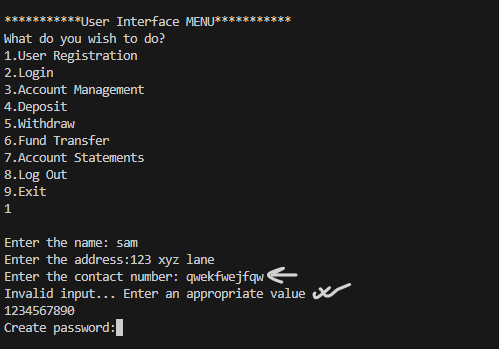 ***********User Interface MENU***********
What do you wish to do?
1.User Registration
2.Login
3.Account Management
4.Deposit
5.Withdraw
6.Fund Transfer
7.Account Statements
8.Log Out
9.Exit
1
Enter the name: sam
Enter the address:123 xyz lane
Enter the contact number: qwekfwejfqw
Invalid input... Enter an appropriate value
1234567890
Create password: